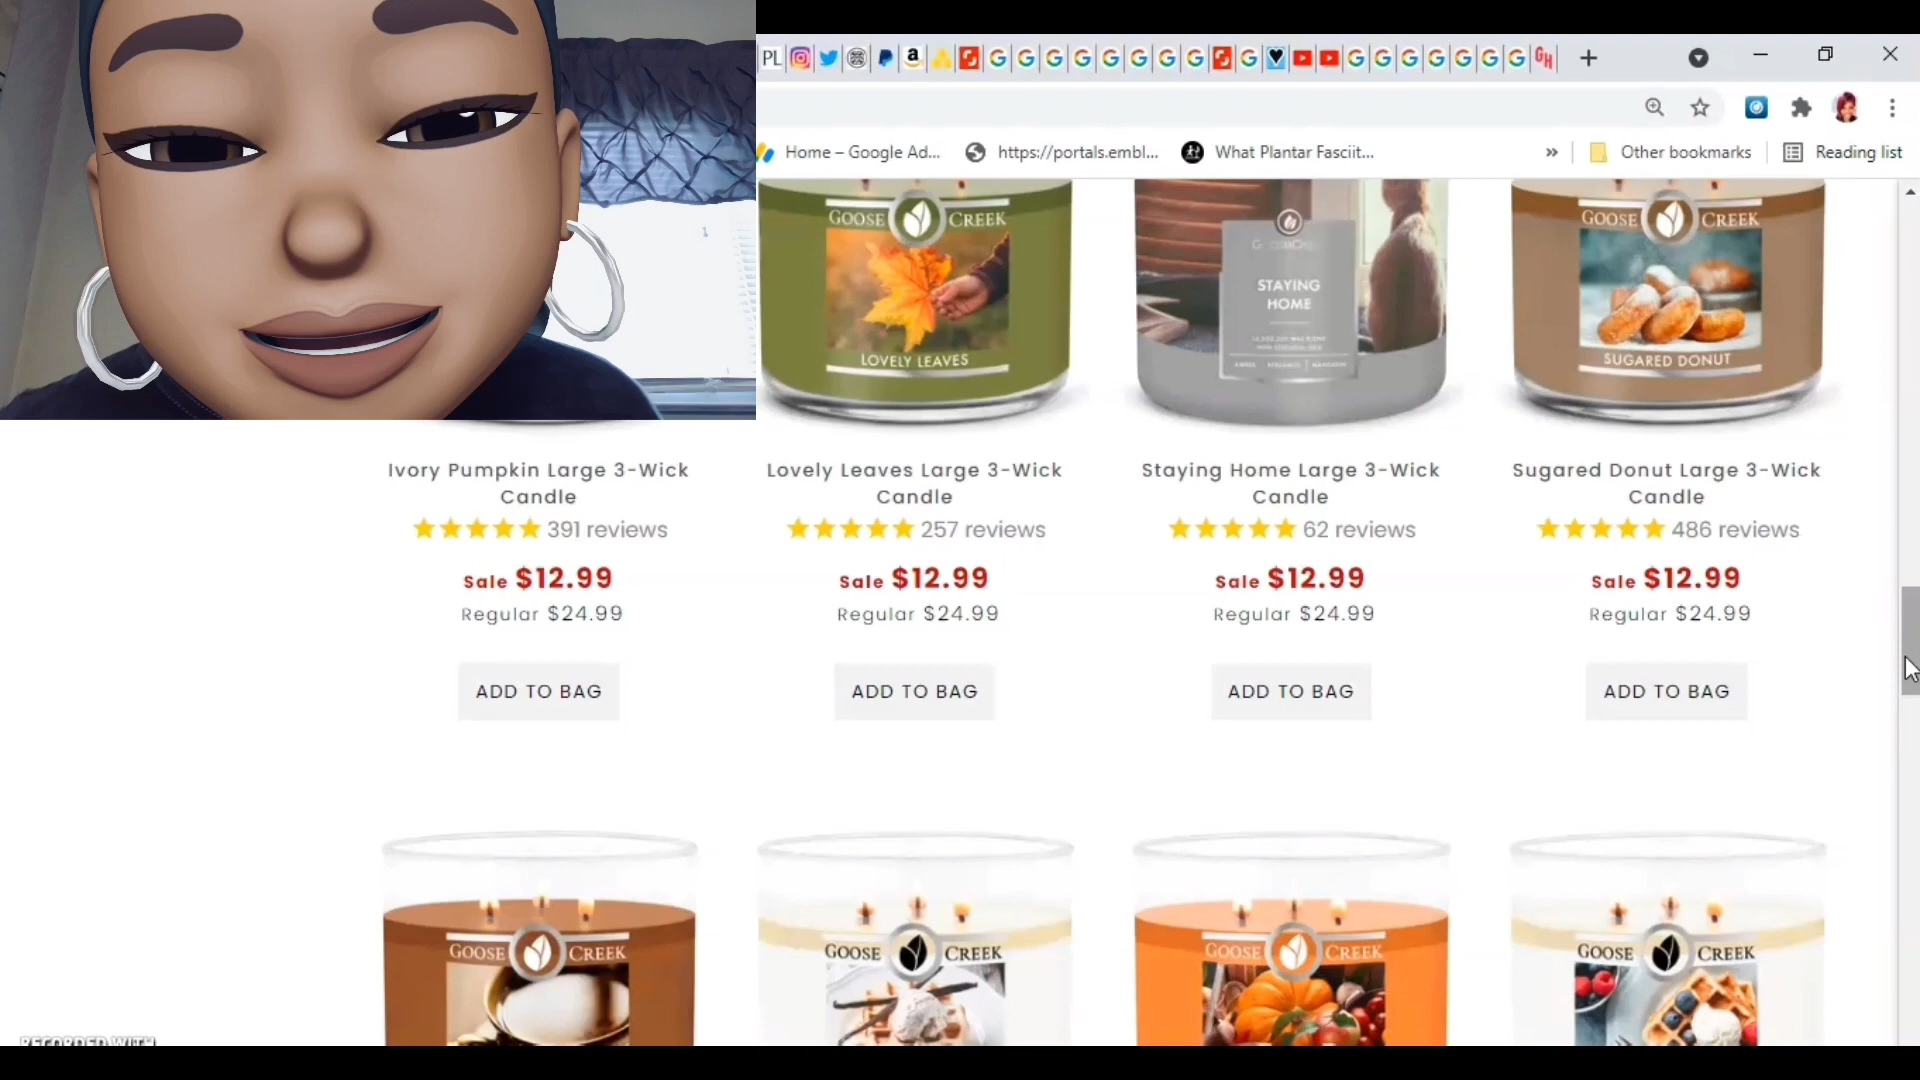 PL
Home – Google Ad...
https://portals.embl...
What Plantar Fasciit...
»
Other bookmarks
Reading list
GOOSE CREEK
LOVELY LEAVES
STAYING
HOME
GOOSE CREEK
SUGARED DONUT
Ivory Pumpkin Large 3-Wick
Candle
391 reviews
Sale $12.99
Regular $24.99
ADD TO BAG
Lovely Leaves Large 3-Wick
Candle
257 reviews
Sale $12.99
Regular $24.99
ADD TO BAG
Staying Home Large 3-Wick
Candle
62 reviews
Sale $12.99
Regular $24.99
ADD TO BAG
Sugared Donut Large 3-Wick
Candle
486 reviews
Sale $12.99
Regular $24.99
ADD TO BAG
GOOSE CREEK
GOOSE CREEK
GOOSE CREEK
GOOSE CREEK
RECORDED WITH